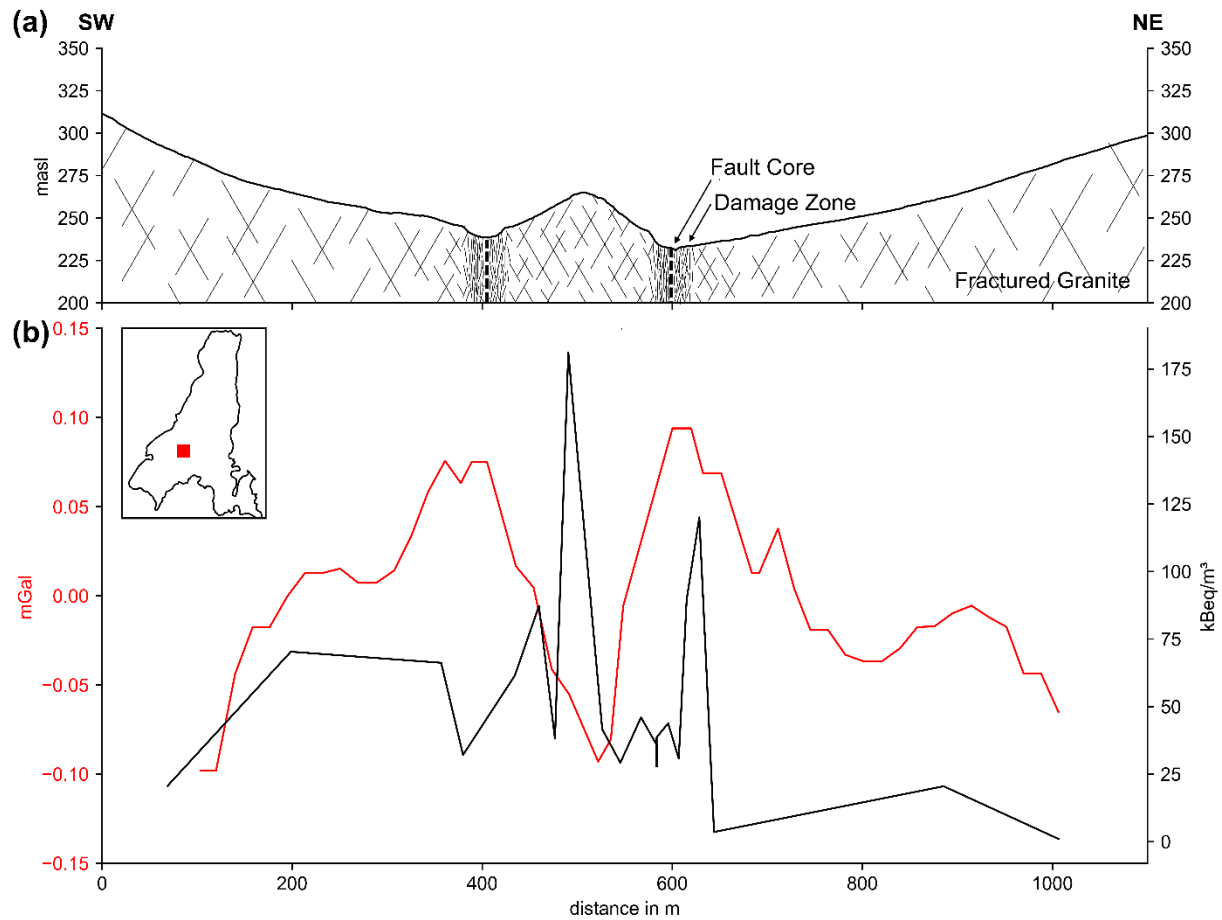 (a) SW NE
350 350
325 325
300 300
275 275
250 250
225 225
200 200
masl
Fault Core
Damage Zone
Fractured Granite
(b)
0.15
0.10
0.05
0.00
−0.05
−0.10
−0.15
mGal
175
150
125
100
75
50
25
0
kBeq/m³
0 200 400 600 800 1000
distance in m